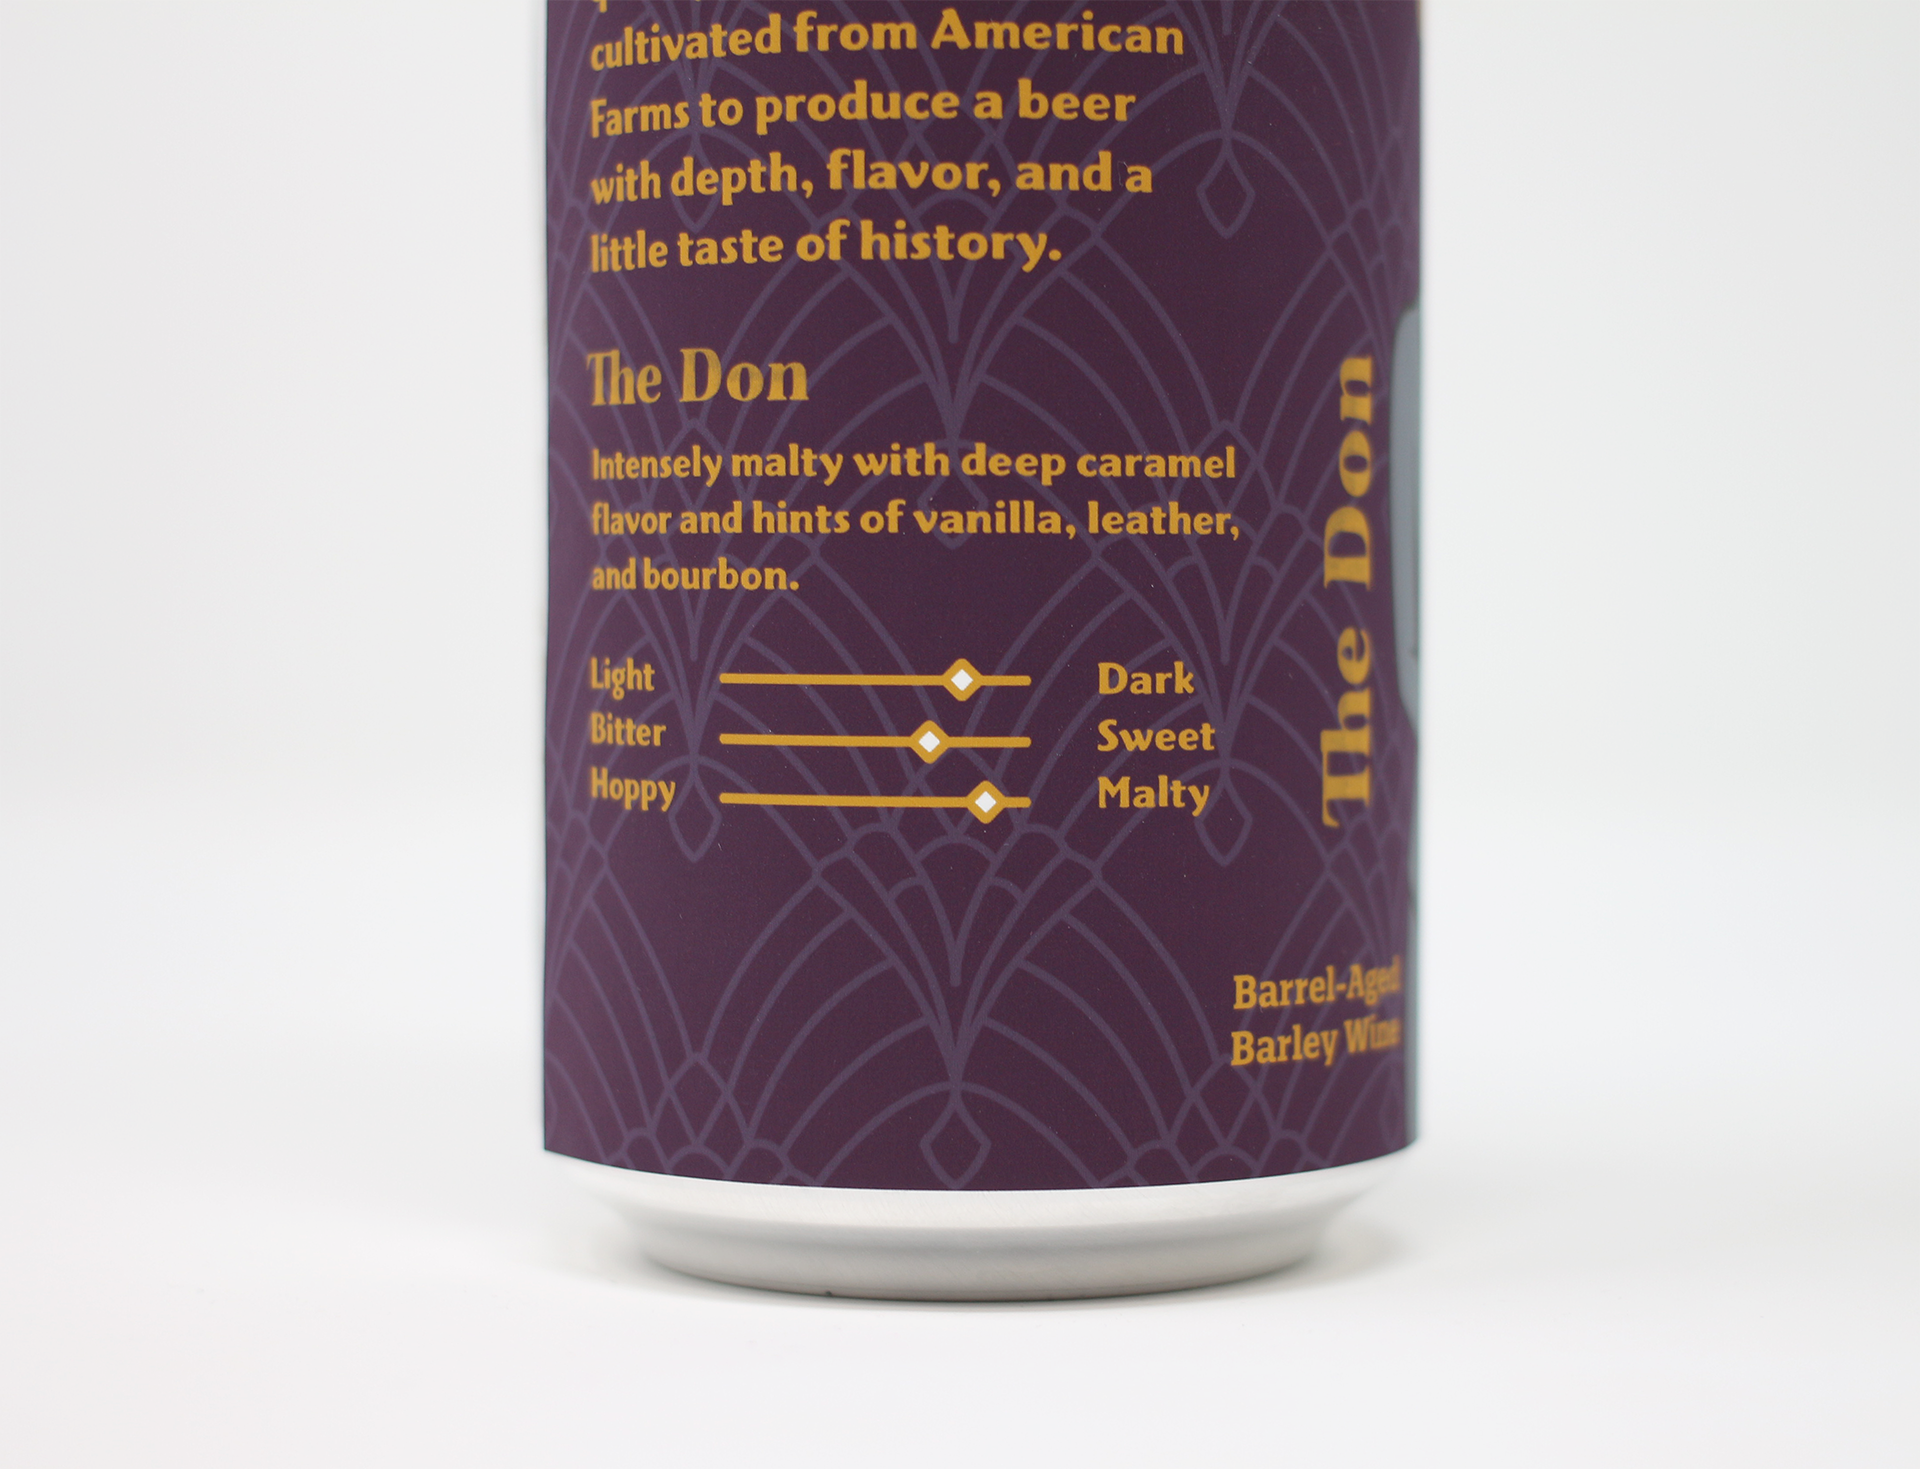 cultivated from American
Farms to produce a beer
with depth, flavor, and a
little taste of history.
The Don
Intensely malty with deep caramel
flavor and hints of vanilla, leather,
and bourbon.
Light Dark
Bitter Sweet
Hoppy Malty
The Don
Barrel-Aged
Barley Wine